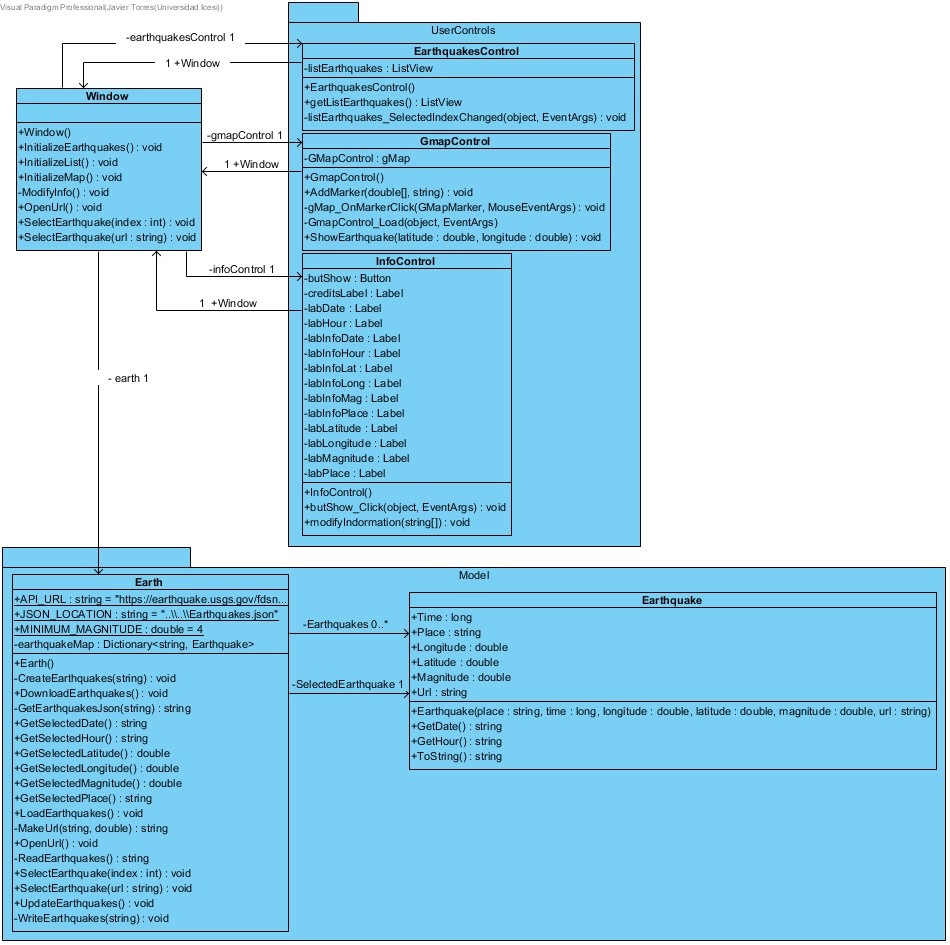 Visual Paradigm Professional(Javier Torres(Universidad Icesi))
UserControls
-earthquakesControl 1
1 +Window
EarthquakesControl
-listEarthquakes : ListView
+EarthquakesControl()
+getListEarthquakes() : ListView
-listEarthquakes_SelectedIndexChanged(object, EventArgs) : void
Window
+Window()
+InitializeEarthquakes() : void
+InitializeList() : void
+InitializeMap() : void
-ModifyInfo() : void
+OpenUrl() : void
+SelectEarthquake(index : int) : void
+SelectEarthquake(url : string) : void
-gmapControl 1
1 +Window
GmapControl
-GMapControl : gMap
+GmapControl()
+AddMarker(double[], string) : void
-gMap_OnMarkerClick(GMapMarker, MouseEventArgs) : void
-GmapControl_Load(object, EventArgs)
+ShowEarthquake(latitude : double, longitude : double) : void
-infoControl 1
1 +Window
InfoControl
-butShow : Button
-creditsLabel : Label
-labDate : Label
-labHour : Label
-labInfoDate : Label
-labInfoHour : Label
-labInfoLat : Label
-labInfoLong : Label
-labInfoMag : Label
-labInfoPlace : Label
-labLatitude : Label
-labLongitude : Label
-labMagnitude : Label
-labPlace : Label
+InfoControl()
+butShow_Click(object, EventArgs) : void
+modifyIndormation(string[]) : void
- earth 1
Model
Earth
+API_URL : string = "https://earthquake.usgs.gov/fdsn...
+JSON_LOCATION : string = "..\\..\\Earthquakes.json"
+MINIMUM_MAGNITUDE : double = 4
-earthquakeMap : Dictionary<string, Earthquake>
+Earth()
-CreateEarthquakes(string) : void
+DownloadEarthquakes() : void
-GetEarthquakesJson(string) : string
+GetSelectedDate() : string
+GetSelectedHour() : string
+GetSelectedLatitude() : double
+GetSelectedLongitude() : double
+GetSelectedMagnitude() : double
+GetSelectedPlace() : string
+LoadEarthquakes() : void
-MakeUrl(string, double) : string
+OpenUrl() : void
-ReadEarthquakes() : string
+SelectEarthquake(index : int) : void
+SelectEarthquake(url : string) : void
+UpdateEarthquakes() : void
-WriteEarthquakes(string) : void
-Earthquakes 0..*
-SelectedEarthquake 1
Earthquake
+Time : long
+Place : string
+Longitude : double
+Latitude : double
+Magnitude : double
+Url : string
+Earthquake(place : string, time : long, longitude : double, latitude : double, magnitude : double, url : string)
+GetDate() : string
+GetHour() : string
+ToString() : string